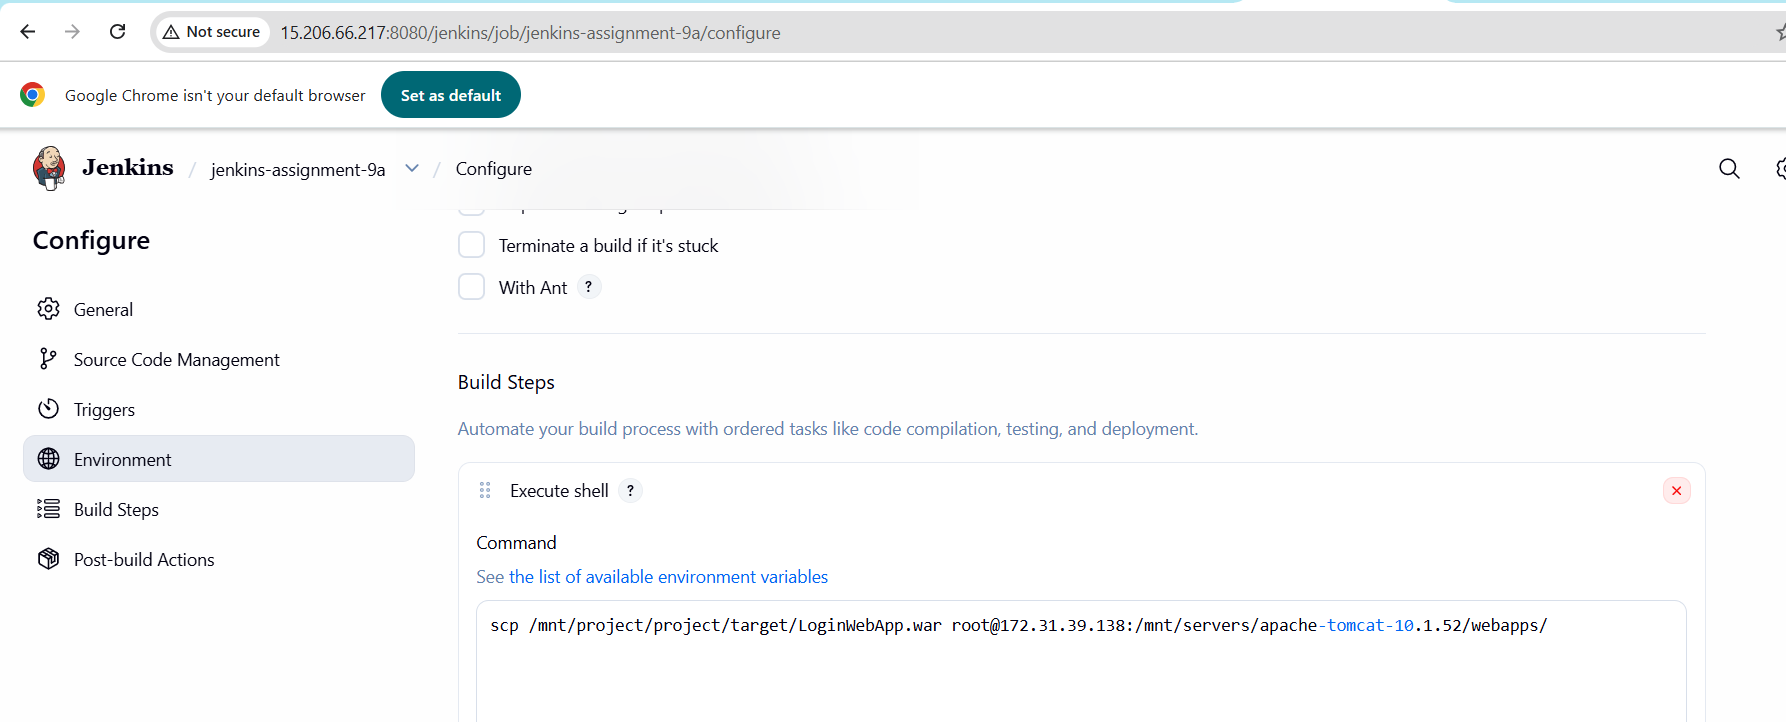 Not secure 15.206.66.217:8080/jenkins/job/jenkins-assignment-9a/configure
Google Chrome isn't your default browser Set as default
Jenkins / jenkins-assignment-9a / Configure
Configure
Terminate a build if it's stuck
With Ant ?
General
Source Code Management
Triggers
Environment
Build Steps
Post-build Actions
Build Steps
Automate your build process with ordered tasks like code compilation, testing, and deployment.
Execute shell ?
Command
See the list of available environment variables
scp /mnt/project/project/target/LoginWebApp.war root@172.31.39.138:/mnt/servers/apache-tomcat-10.1.52/webapps/